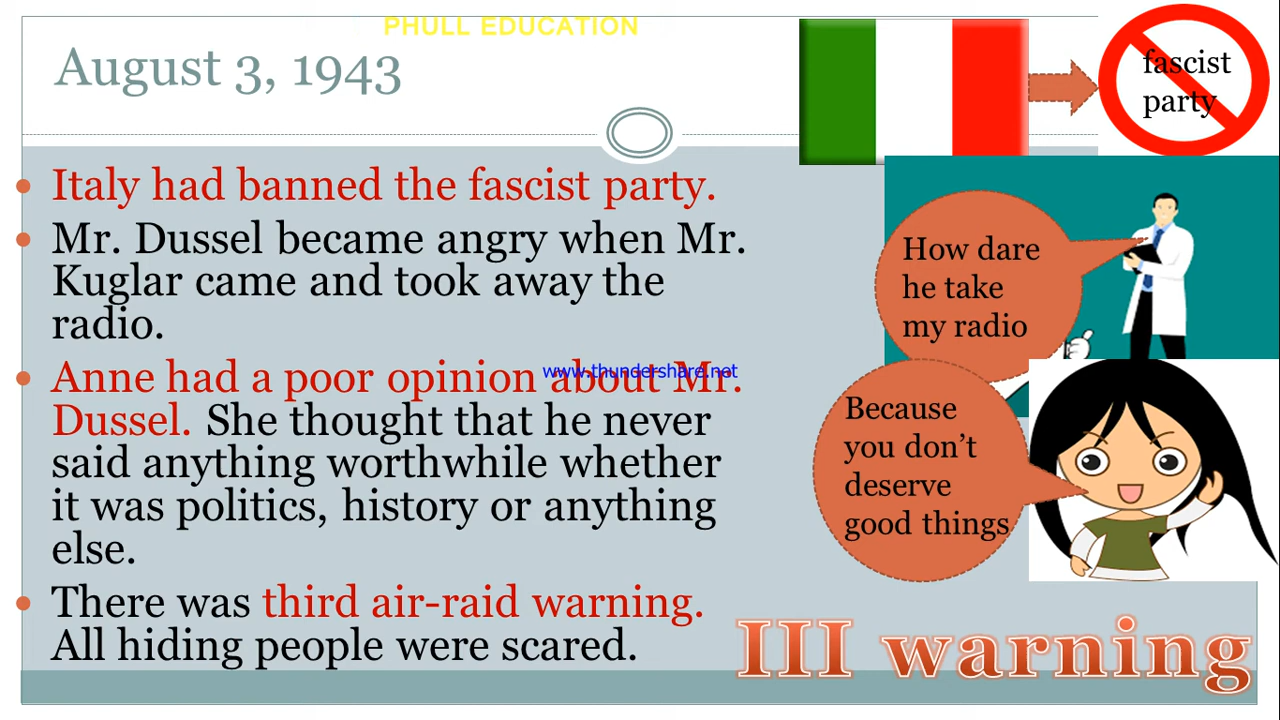 PHULL EDUCATION
August 3, 1943
fascist
party
• Italy had banned the fascist party.
• Mr. Dussel became angry when Mr.
Kuglar came and took away the
radio.
• Anne had a poor opinion about Mr.
www.thundershare.net
Dussel. She thought that he never
said anything worthwhile whether
it was politics, history or anything
else.
• There was third air-raid warning.
All hiding people were scared.
How dare
he take
my radio
Because
you don't
deserve
good things
III warning